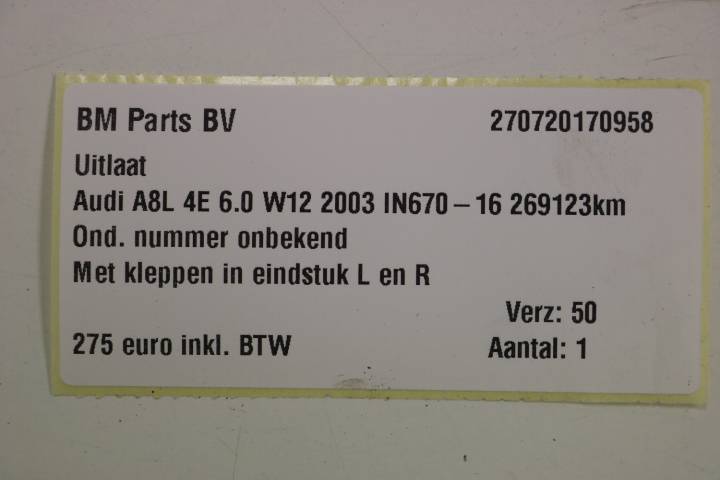 BM Parts BV 270720170958
Uitlaat
Audi A8L 4E 6.0 W12 2003 IN670-16 269123km
Ond. nummer onbekend
Met kleppen in eindstuk L en R
Verz: 50
275 euro inkl. BTW Aantal: 1